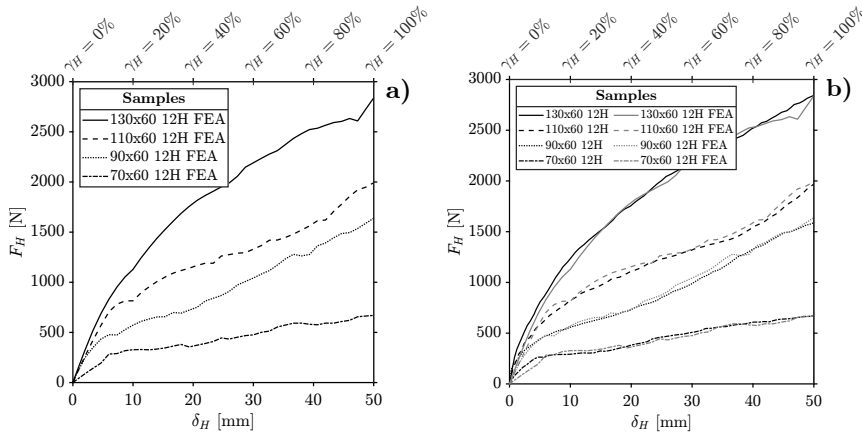 γH = 0%
γH = 20%
γH = 40%
γH = 60%
γH = 80%
γH = 100%
a)
3000
2500
2000
1500
1000
500
0
FH [N]
Samples
130x60 12H FEA
110x60 12H FEA
90x60 12H FEA
70x60 12H FEA
0 10 20 30 40 50
δH [mm]
γH = 0%
γH = 20%
γH = 40%
γH = 60%
γH = 80%
γH = 100%
b)
3000
2500
2000
1500
1000
500
0
FH [N]
Samples
130x60 12H 130x60 12H FEA
110x60 12H 110x60 12H FEA
90x60 12H 90x60 12H FEA
70x60 12H 70x60 12H FEA
0 10 20 30 40 50
δH [mm]